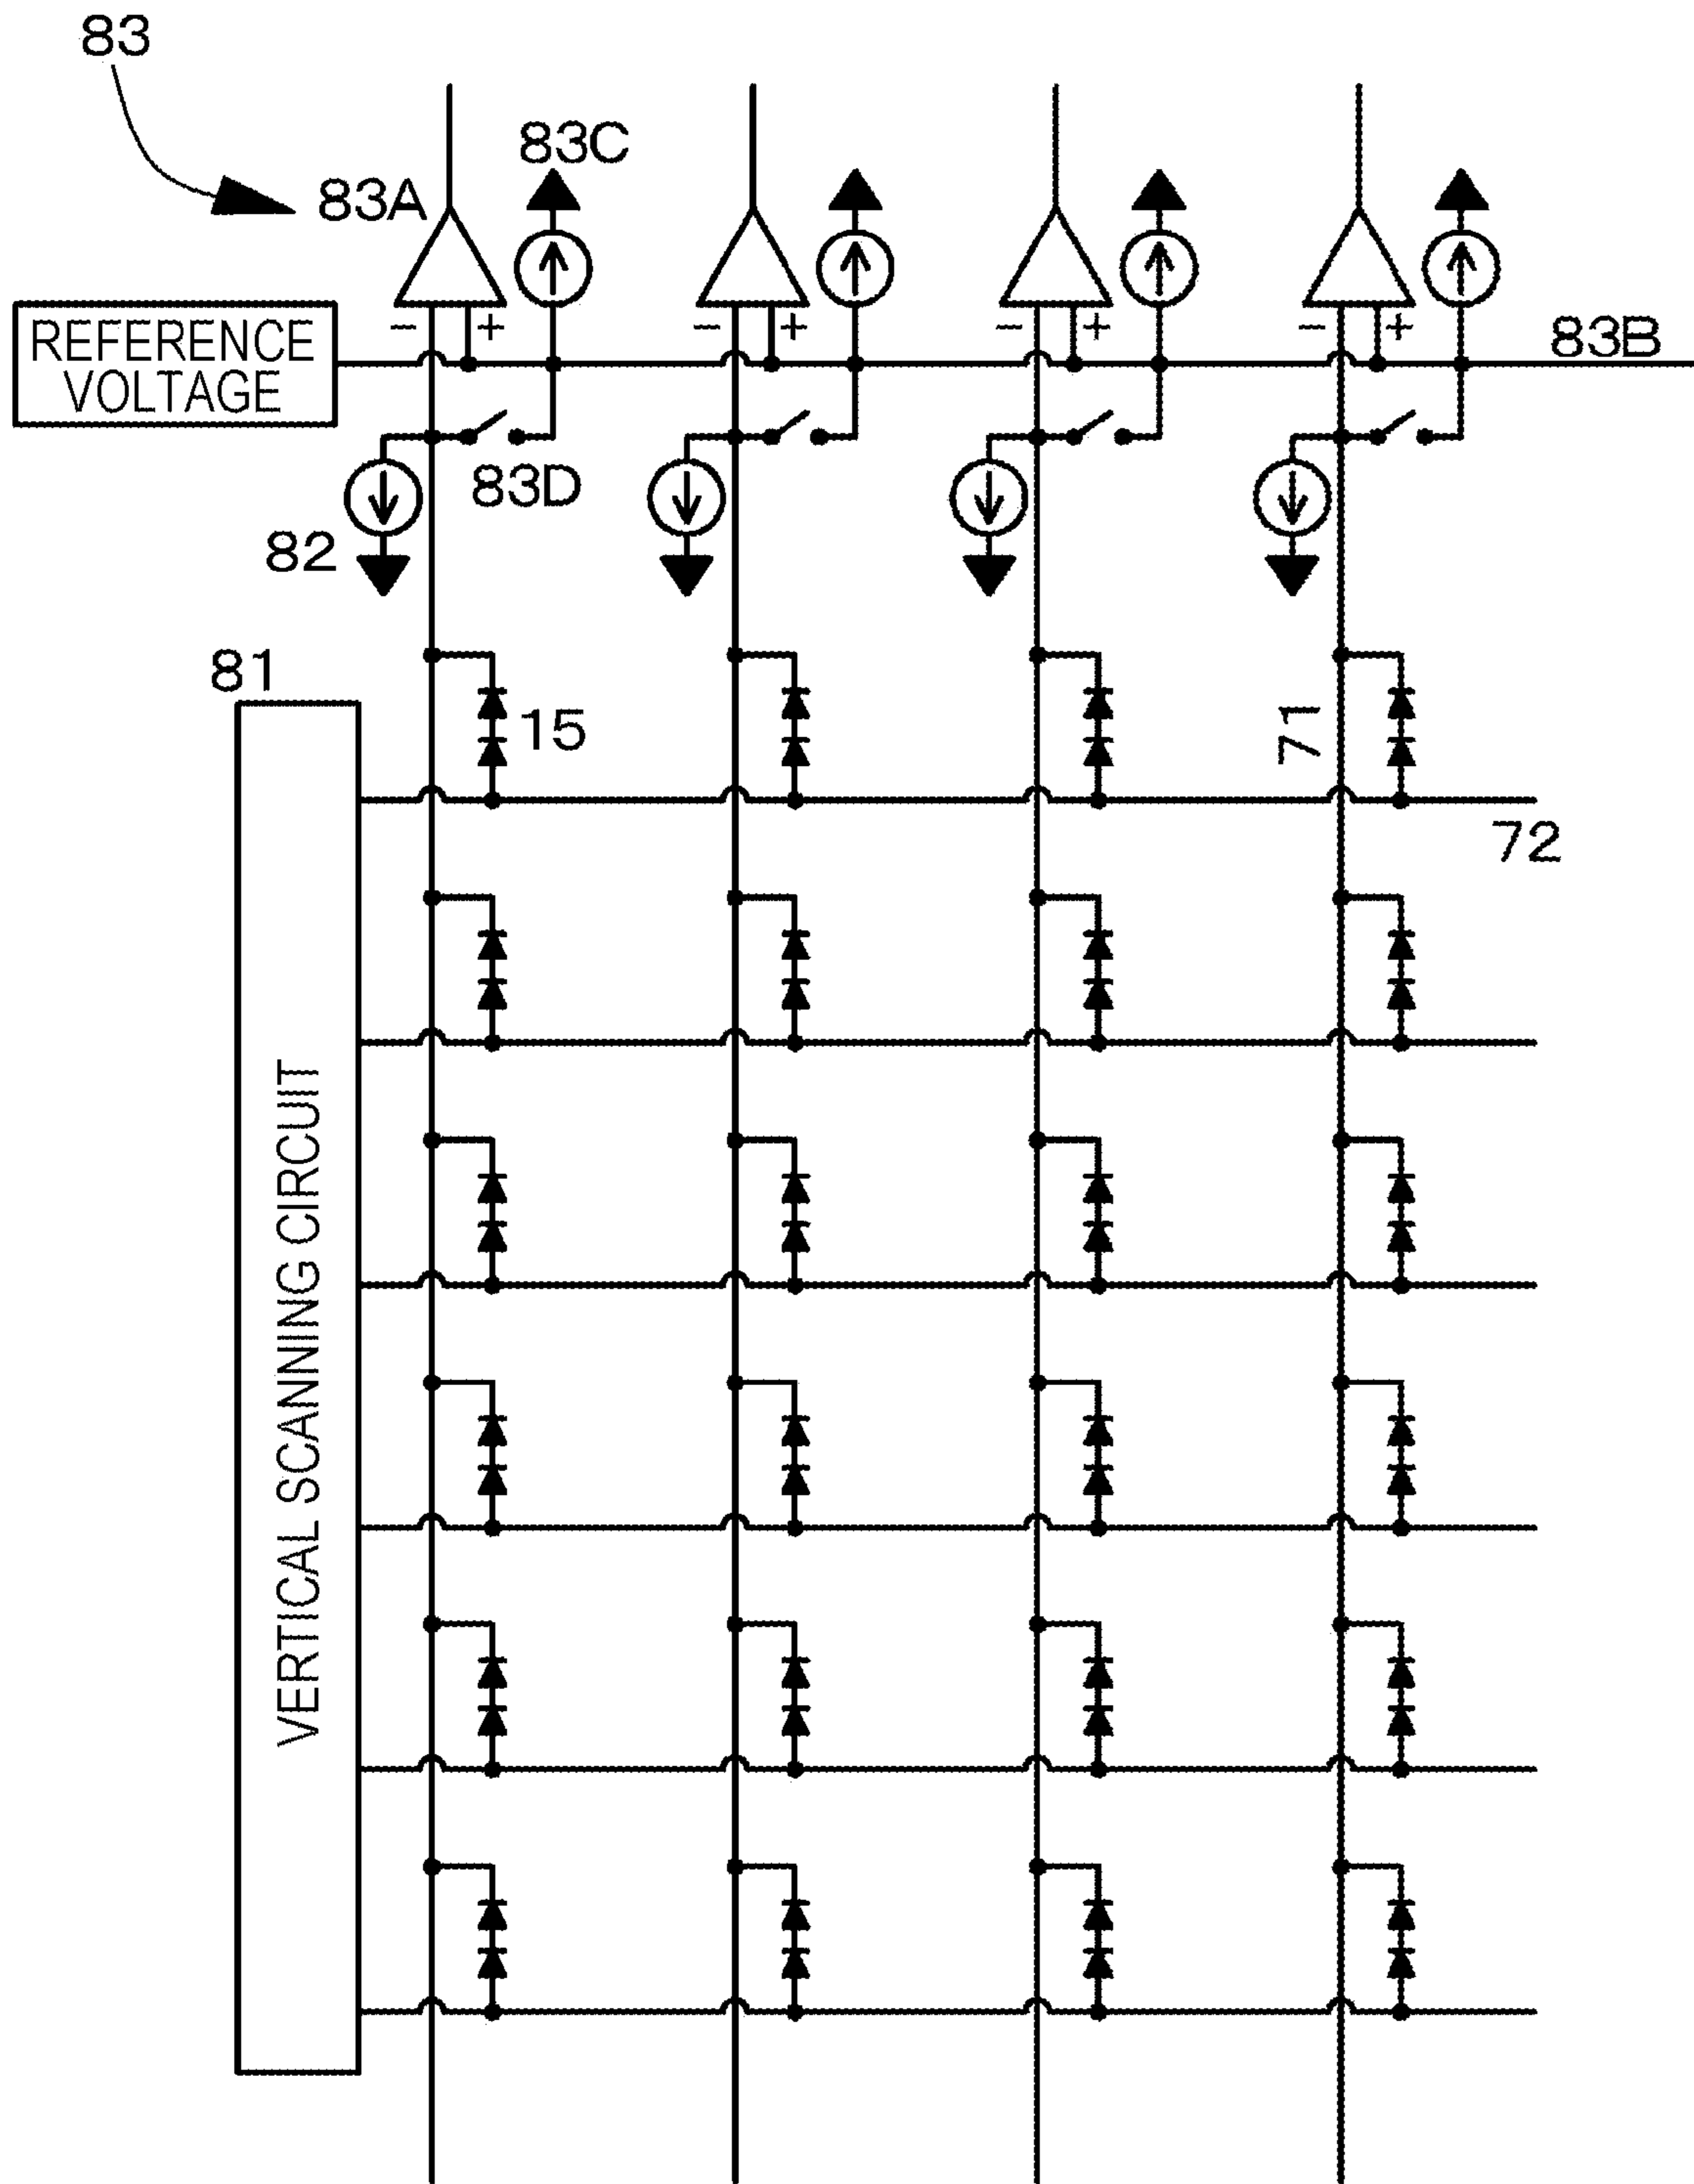 83
83C
83A
- + - + - + - +
REFERENCE
VOLTAGE
83B
83D
82
81
15
71
72
VERTICAL SCANNING CIRCUIT